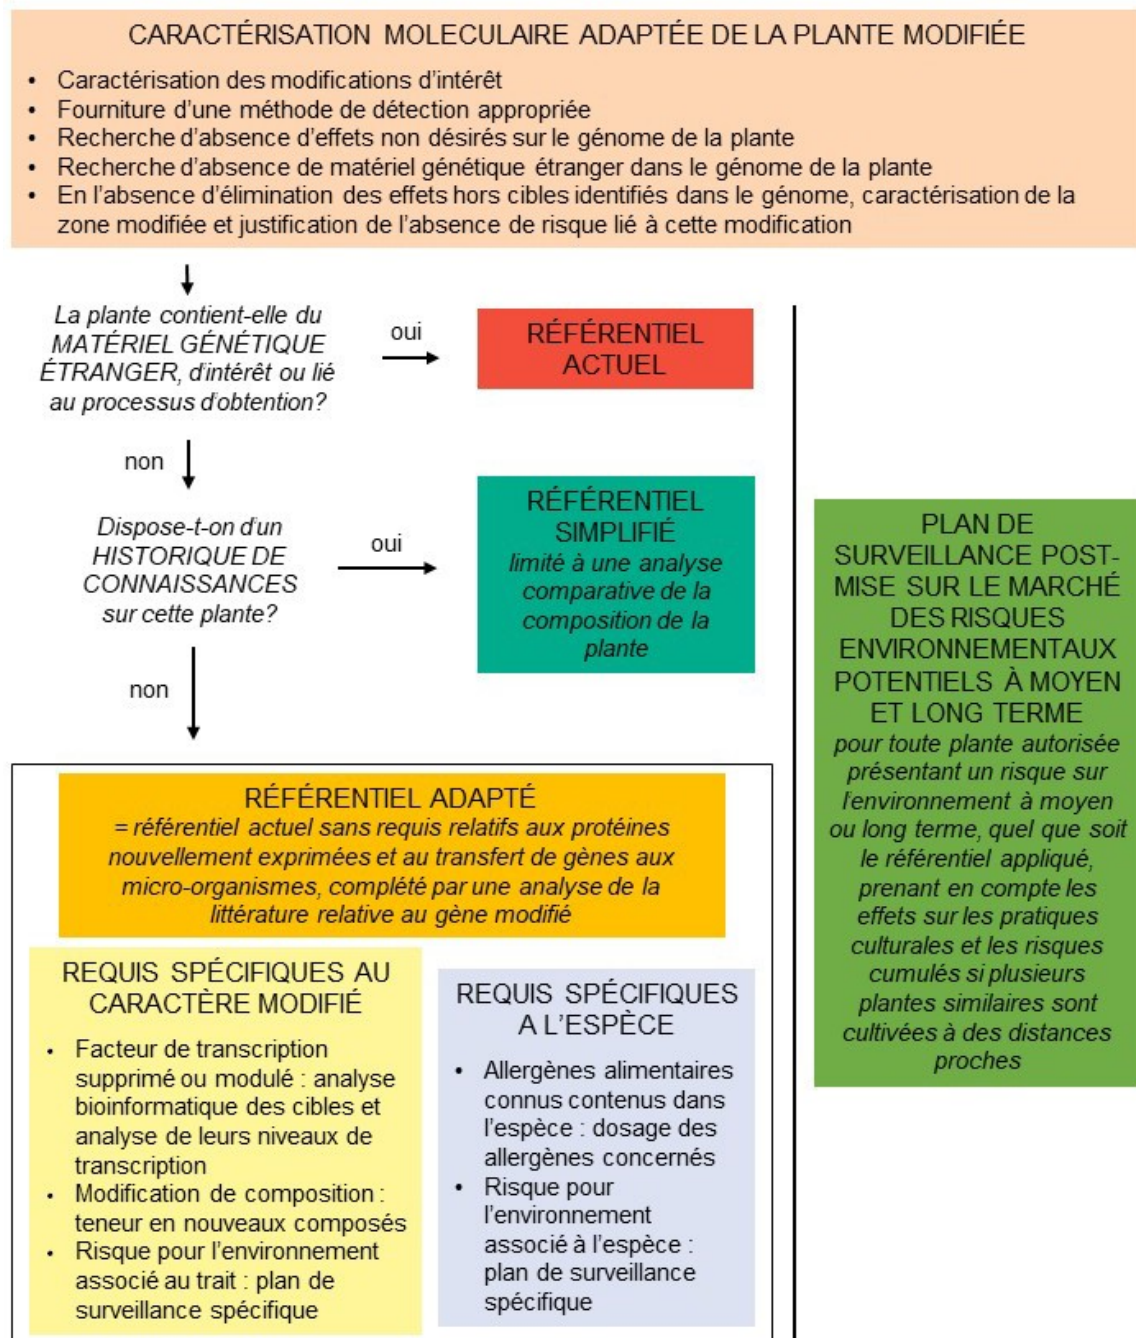 CARACTÉRISATION MOLECULAIRE ADAPTÉE DE LA PLANTE MODIFIÉE
• Caractérisation des modifications d'intérêt
• Fourniture d'une méthode de détection appropriée
• Recherche d'absence d'effets non désirés sur le génome de la plante
• Recherche d'absence de matériel génétique étranger dans le génome de la plante
• En l'absence d'élimination des effets hors cibles identifiés dans le génome, caractérisation de la
zone modifiée et justification de l'absence de risque lié à cette modification
La plante contient-elle du
MATÉRIEL GÉNÉTIQUE
ÉTRANGER, d'intérêt ou lié
au processus d'obtention?
oui
RÉFÉRENTIEL
ACTUEL
non
Dispose-t-on d'un
HISTORIQUE DE
CONNAISSANCES
sur cette plante?
oui
RÉFÉRENTIEL
SIMPLIFIÉ
limité à une analyse
comparative de la
composition de la
plante
non
RÉFÉRENTIEL ADAPTÉ
= référentiel actuel sans requis relatifs aux protéines
nouvellement exprimées et au transfert de gènes aux
micro-organismes, complété par une analyse de la
littérature relative au gène modifié
REQUIS SPÉCIFIQUES AU
CARACTÈRE MODIFIÉ
• Facteur de transcription
supprimé ou modulé : analyse
bioinformatique des cibles et
analyse de leurs niveaux de
transcription
• Modification de composition :
teneur en nouveaux composés
• Risque pour l'environnement
associé au trait : plan de
surveillance spécifique
REQUIS SPÉCIFIQUES
A L'ESPÈCE
• Allergènes alimentaires
connus contenus dans
l'espèce : dosage des
allergènes concernés
• Risque pour
l'environnement
associé à l'espèce :
plan de surveillance
spécifique
PLAN DE
SURVEILLANCE POST-
MISE SUR LE MARCHÉ
DES RISQUES
ENVIRONNEMENTAUX
POTENTIELS À MOYEN
ET LONG TERME
pour toute plante autorisée
présentant un risque sur
l'environnement à moyen
ou long terme, quel que soit
le référentiel appliqué,
prenant en compte les
effets sur les pratiques
culturales et les risques
cumulés si plusieurs
plantes similaires sont
cultivées à des distances
proches